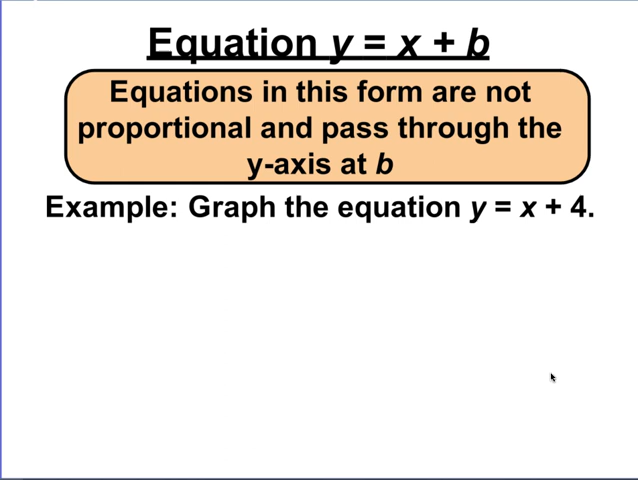 Equation y = x + b
Equations in this form are not
proportional and pass through the
y-axis at b
Example: Graph the equation y = x + 4.